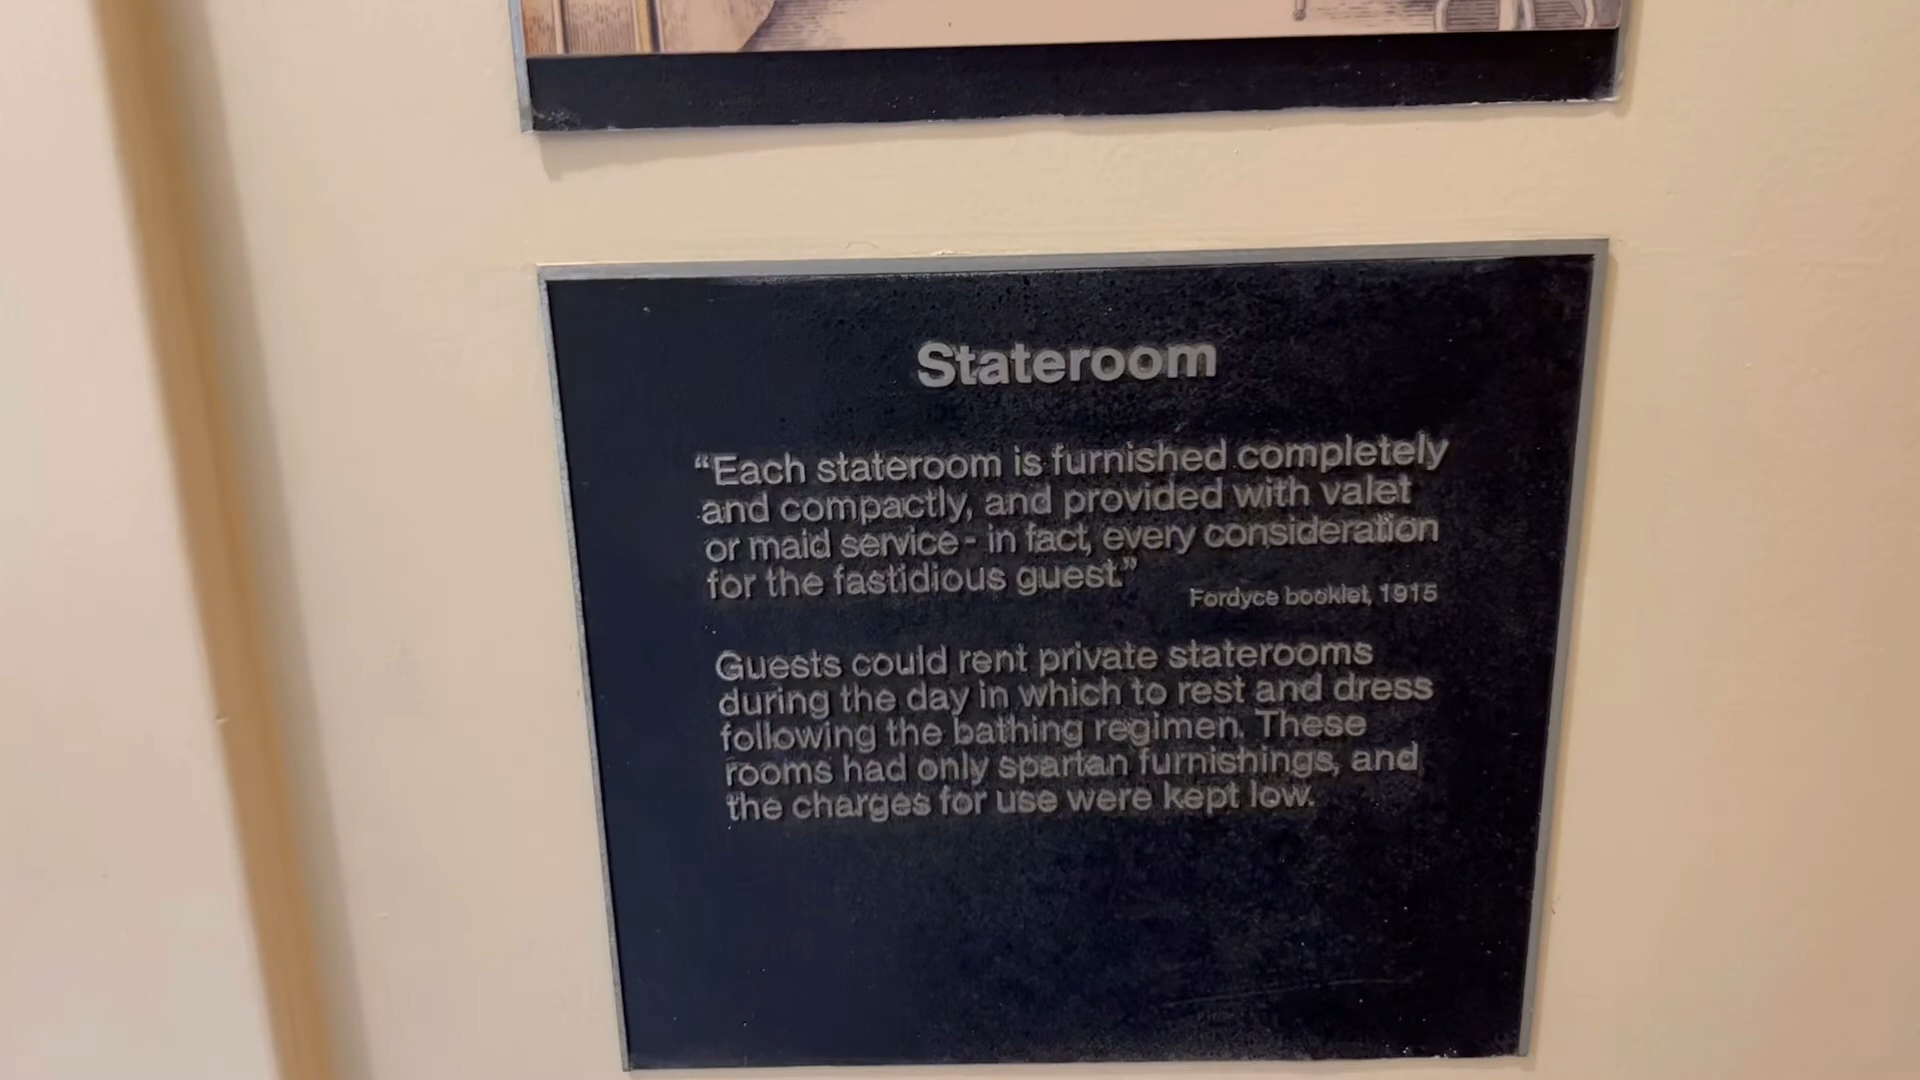 Stateroom
“Each stateroom is furnished completely
and compactly, and provided with valet
or maid service - in fact, every consideration
for the fastidious guest.”
Fordyce booklet, 1915
Guests could rent private staterooms
during the day in which to rest and dress
following the bathing regimen. These
rooms had only spartan furnishings, and
the charges for use were kept low.